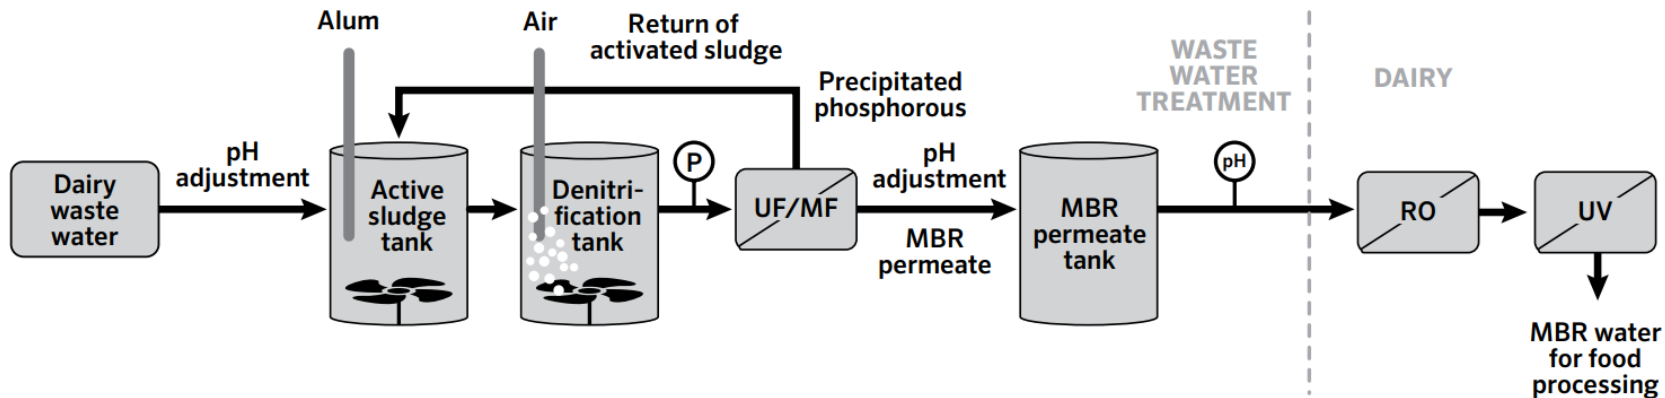 Alum
Air
Return of
activated sludge
Precipitated
phosphorous
WASTE
WATER
TREATMENT
DAIRY
Dairy
waste
water
pH
adjustment
Active
sludge
tank
Denitri-
fication
tank
P
UF/MF
pH
adjustment
MBR
permeate
MBR
permeate
tank
pH
RO
UV
MBR water
for food
processing